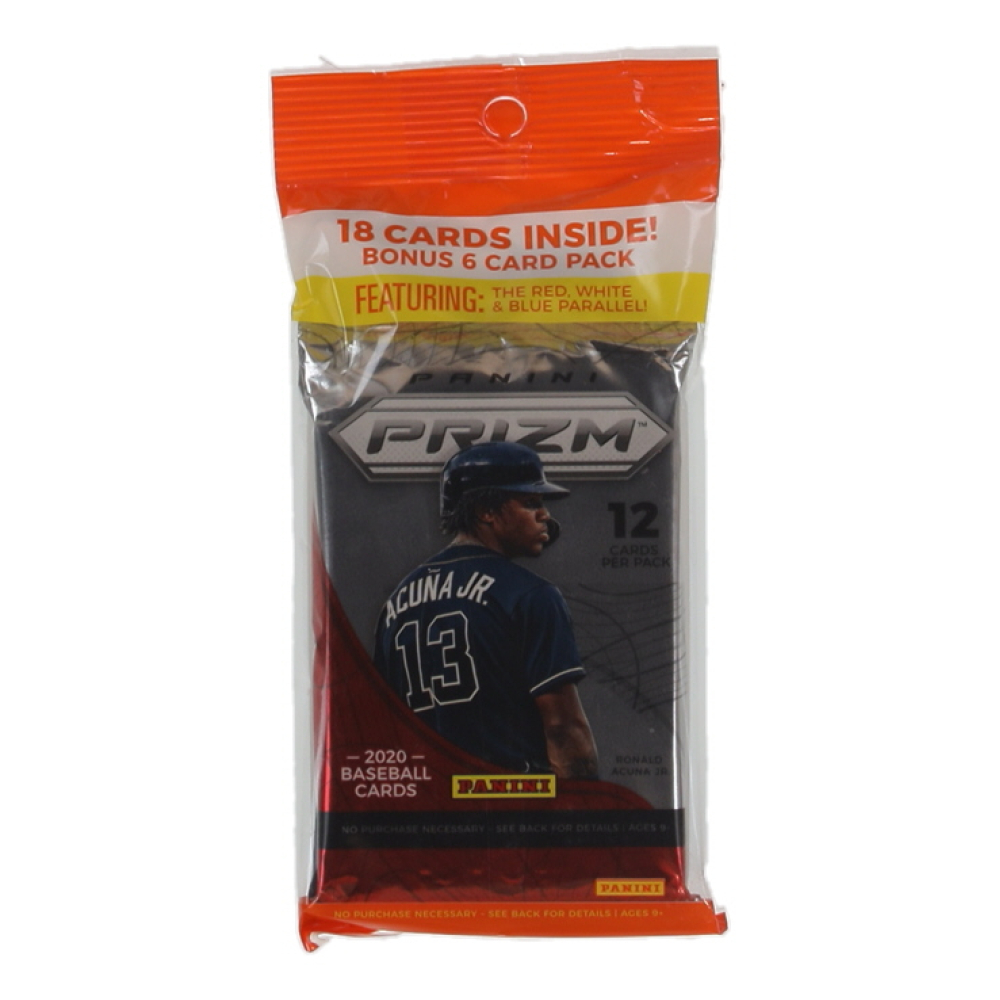 18 CARDS INSIDE!
BONUS 6 CARD PACK
FEATURING: THE RED, WHITE
& BLUE PARALLEL!
PANINI
PRIZM™
12
CARDS
PER PACK
ACUÑA JR.
13
— 2020 —
BASEBALL
CARDS
PANINI
RONALD
ACUNA JR.
NO PURCHASE NECESSARY - SEE BACK FOR DETAILS | AGES 9+
PANINI
NO PURCHASE NECESSARY - SEE BACK FOR DETAILS | AGES 9+